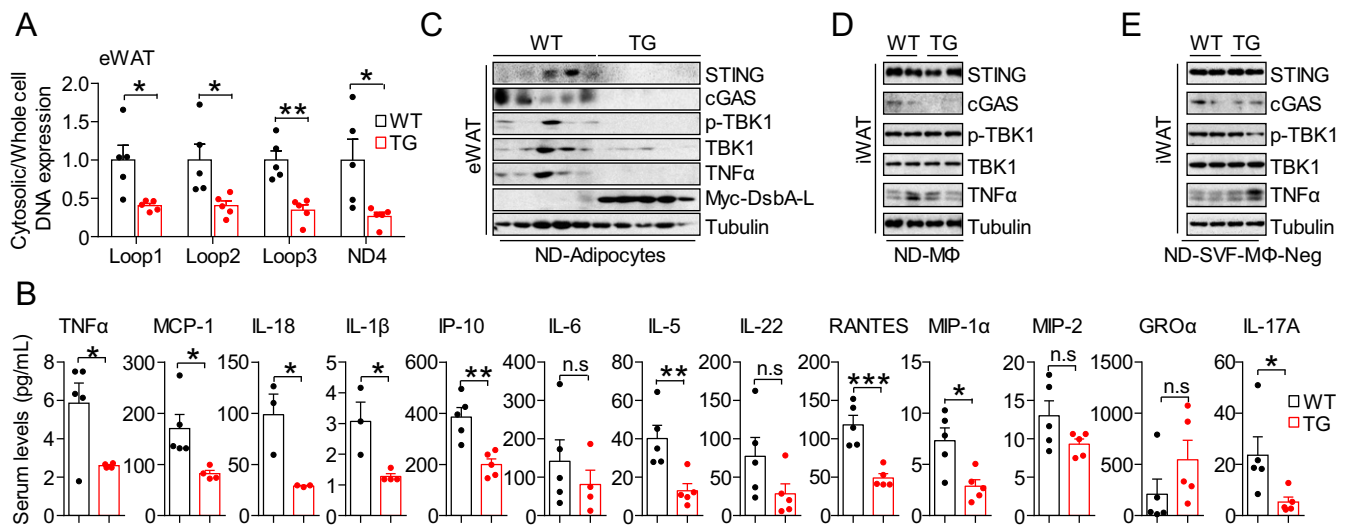 A
eWAT
Cytosolic/Whole cell
DNA expression
2.0
1.5
1.0
0.5
0
*
*
**
*
WT
TG
Loop1
Loop2
Loop3
ND4
C
WT
TG
eWAT
STING
cGAS
p-TBK1
TBK1
TNFα
Myc-DsbA-L
Tubulin
ND-Adipocytes
D
WT
TG
iWAT
STING
cGAS
p-TBK1
TBK1
TNFα
Tubulin
ND-MΦ
E
WT
TG
iWAT
STING
cGAS
p-TBK1
TBK1
TNFα
Tubulin
ND-SVF-MΦ-Neg
B
Serum levels (pg/mL)
TNFα
8
6
4
2
0
*
MCP-1
300
200
100
0
*
IL-18
150
100
50
0
*
IL-1β
5
4
3
2
1
0
*
IP-10
600
400
200
0
**
IL-6
400
300
200
100
0
n.s
IL-5
100
80
60
40
20
0
**
IL-22
200
150
100
50
0
n.s
RANTES
200
150
100
50
0
***
MIP-1α
15
10
5
0
*
MIP-2
20
15
10
5
0
n.s
GROα
1500
1000
500
0
n.s
IL-17A
60
40
20
0
*
WT
TG